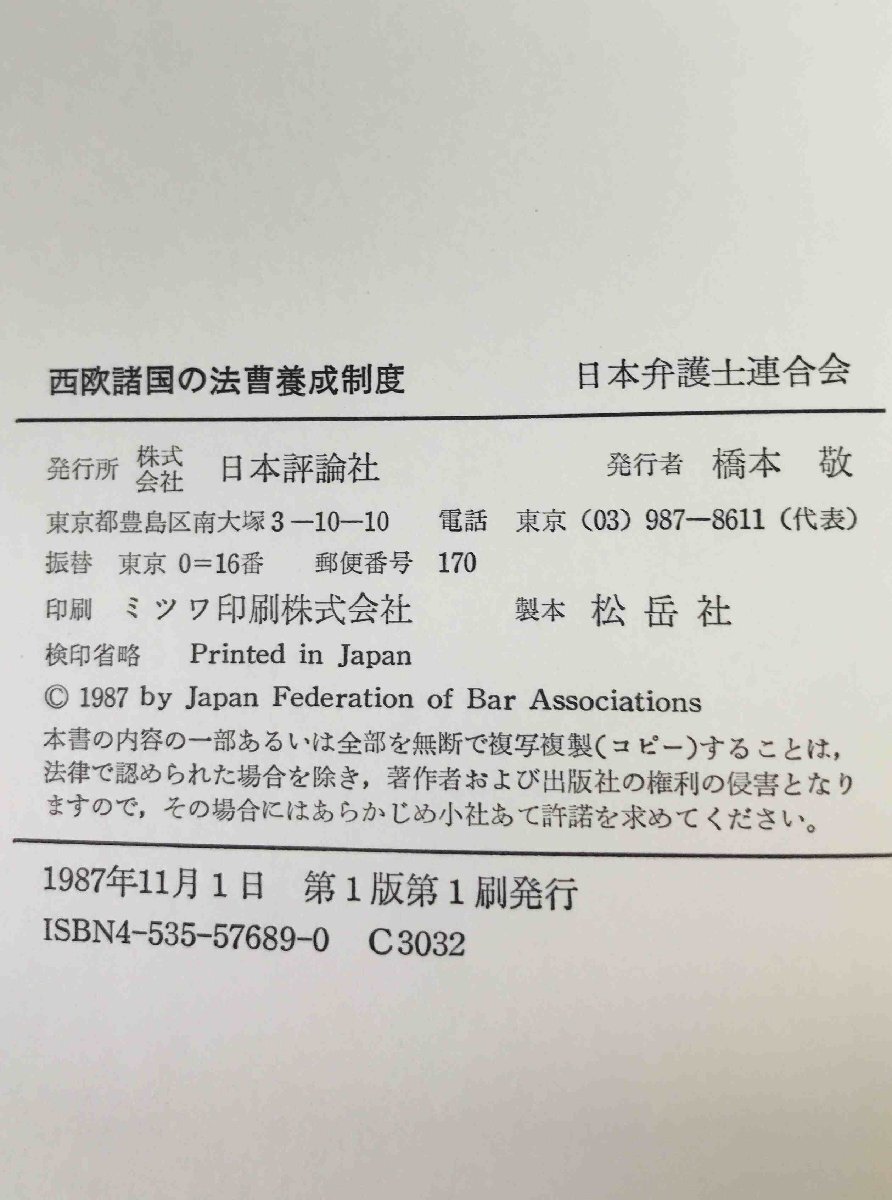 西欧諸国の法曹養成制度 日本弁護士連合会
発行所 株式会社 日本評論社 発行者 橋本 敬
東京都豊島区南大塚3―10―10 電話 東京(03)987―8611(代表)
振替 東京 0=16番 郵便番号 170
印刷 ミツワ印刷株式会社 製本 松岳社
検印省略 Printed in Japan
© 1987 by Japan Federation of Bar Associations
本書の内容の一部あるいは全部を無断で複写複製(コピー)することは,
法律で認められた場合を除き,著作者および出版社の権利の侵害となり
ますので,その場合にはあらかじめ小社あて許諾を求めてください。
1987年11月1日 第1版第1刷発行
ISBN4-535-57689-0 C3032